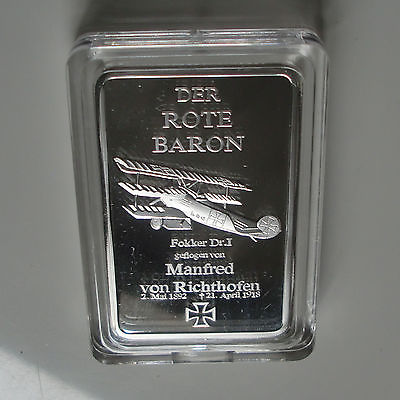 DER
ROTE
BARON
Fokker Dr.I
geflogen von
Manfred
von Richthofen
2. Mai 1892 †21. April 1918